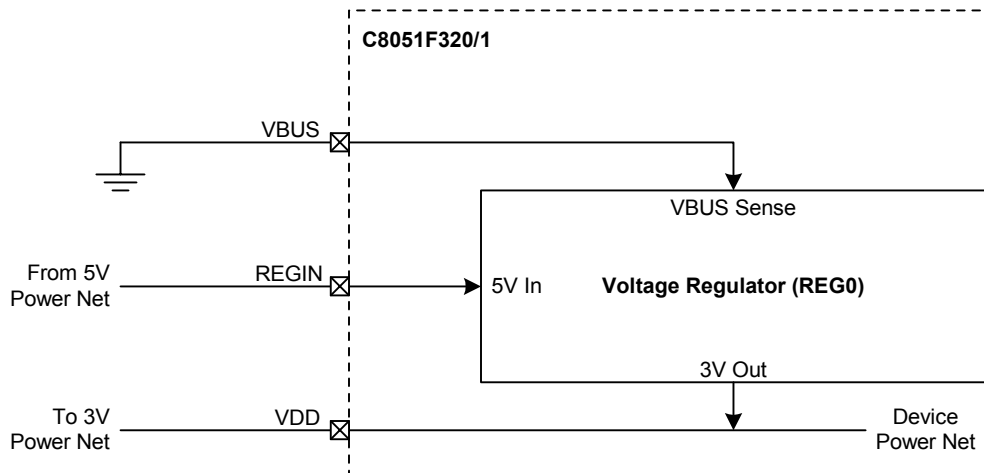 C8051F320/1
VBUS
VBUS Sense
From 5V
Power Net
REGIN
5V In
Voltage Regulator (REG0)
3V Out
To 3V
Power Net
VDD
Device
Power Net